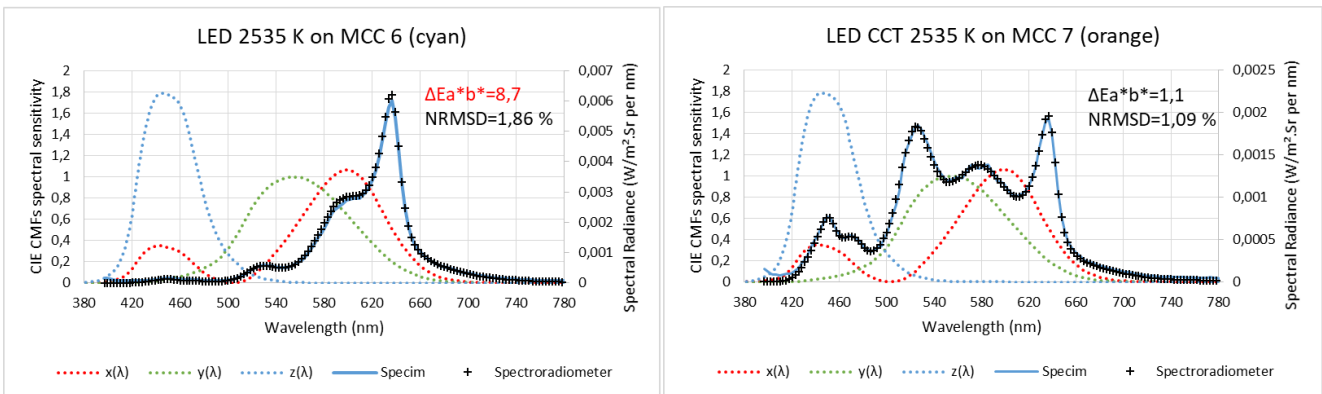 LED 2535 K on MCC 6 (cyan)
CIE CMFs spectral sensitivity
2
1,8
1,6
1,4
1,2
1
0,8
0,6
0,4
0,2
0
ΔEa*b*=8,7
NRMSD=1,86 %
0,007
0,006
0,005
0,004
0,003
0,002
0,001
0
Spectral Radiance (W/m².Sr per nm)
380 420 460 500 540 580 620 660 700 740 780
Wavelength (nm)
x(λ) y(λ) z(λ) Specim Spectroradiometer
LED CCT 2535 K on MCC 7 (orange)
CIE CMFs spectral sensitivity
2
1,8
1,6
1,4
1,2
1
0,8
0,6
0,4
0,2
0
ΔEa*b*=1,1
NRMSD=1,09 %
0,0025
0,002
0,0015
0,001
0,0005
0
Spectral Radiance (W/m².Sr per nm)
380 420 460 500 540 580 620 660 700 740 780
Wavelength (nm)
x(λ) y(λ) z(λ) Specim Spectroradiometer